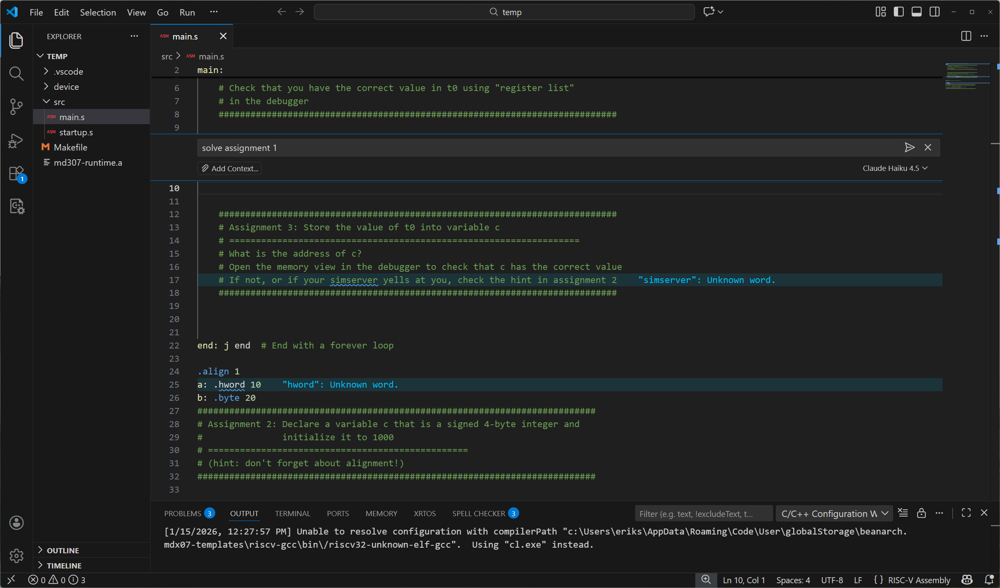 File Edit Selection View Go Run ···
temp
EXPLORER ···
TEMP
.vscode
device
src
ASM main.s
ASM startup.s
M Makefile
md307-runtime.a
1
OUTLINE
TIMELINE
ASM main.s
src > ASM main.s
2 main:
6 # Check that you have the correct value in t0 using "register list"
7 # in the debugger
8 ###########################################################################
9
solve assignment 1
Add Context...
Claude Haiku 4.5
10
11
12 ###########################################################################
13 # Assignment 3: Store the value of t0 into variable c
14 # ==================================================================
15 # What is the address of c?
16 # Open the memory view in the debugger to check that c has the correct value
17 # If not, or if your simserver yells at you, check the hint in assignment 2 "simserver": Unknown word.
18 ###########################################################################
19
20
21
22 end: j end # End with a forever loop
23
24 .align 1
25 a: .hword 10 "hword": Unknown word.
26 b: .byte 20
27 ###########################################################################
28 # Assignment 2: Declare a variable c that is a signed 4-byte integer and
29 # initialize it to 1000
30 # =================================================
31 # (hint: don't forget about alignment!)
32 ###########################################################################
33
PROBLEMS 3 OUTPUT TERMINAL PORTS MEMORY XRTOS SPELL CHECKER 3
Filter (e.g. text, !excludeText, t...
C/C++ Configuration W
[1/15/2026, 12:27:57 PM] Unable to resolve configuration with compilerPath "c:\Users\eriks\AppData\Roaming\Code\User\globalStorage\beanarch.
mdx07-templates\riscv-gcc\bin\/riscv32-unknown-elf-gcc". Using "cl.exe" instead.
0 0 3
Ln 10, Col 1 Spaces: 4 UTF-8 LF { } RISC-V Assembly